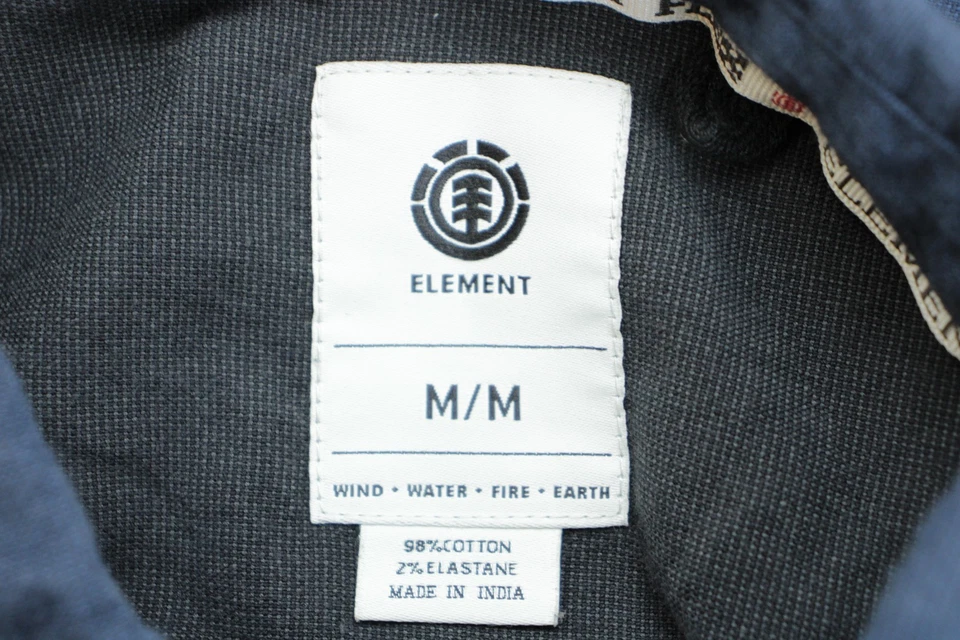 ELEMENT
M/M
WIND • WATER • FIRE • EARTH
98%COTTON
2%ELASTANE
MADE IN INDIA